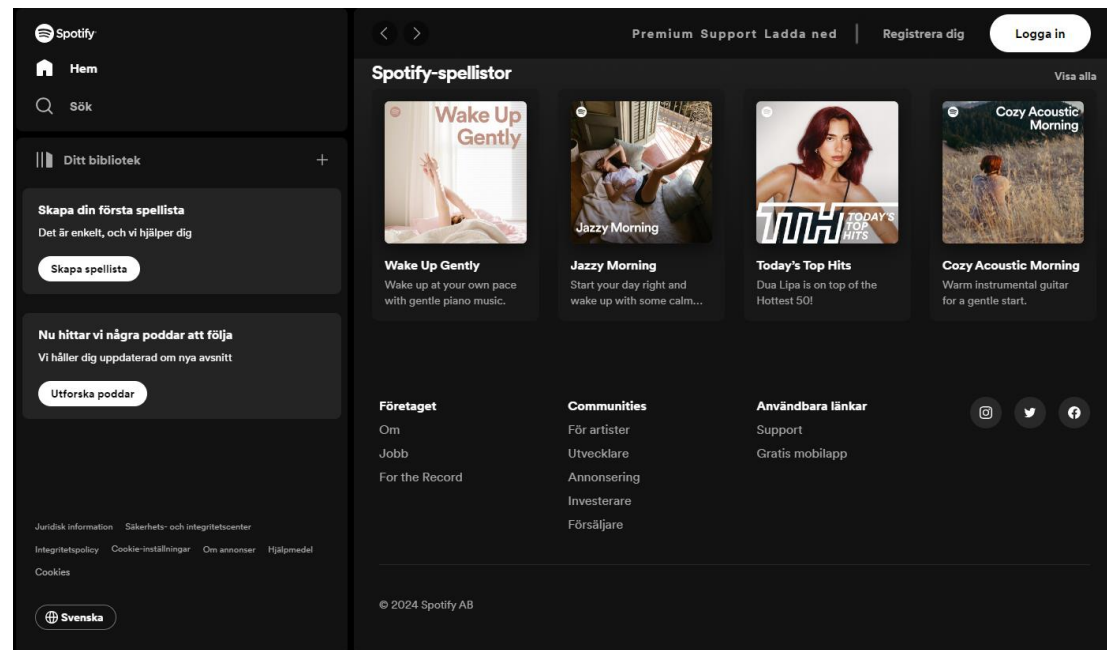 Spotify
Hem
Sök
Ditt bibliotek
Skapa din första spellista
Det är enkelt, och vi hjälper dig
Skapa spellista
Nu hittar vi några poddar att följa
Vi håller dig uppdaterad om nya avsnitt
Utforska poddar
Juridisk information Säkerhets- och integritetscenter
Integritetspolicy Cookie-inställningar Om annonser Hjälpmedel
Cookies
Svenska
Premium Support Ladda ned Registrera dig Logga in
Spotify-spellistor Visa alla
Wake Up
Gently
Wake Up Gently
Wake up at your own pace
with gentle piano music.
Jazzy Morning
Jazzy Morning
Start your day right and
wake up with some calm...
TTH TODAY'S
TOP
HITS
Today's Top Hits
Dua Lipa is on top of the
Hottest 50!
Cozy Acoustic
Morning
Cozy Acoustic Morning
Warm instrumental guitar
for a gentle start.
Företaget
Om
Jobb
For the Record
Communities
För artister
Utvecklare
Annonsering
Investerare
Försäljare
Användbara länkar
Support
Gratis mobilapp
© 2024 Spotify AB